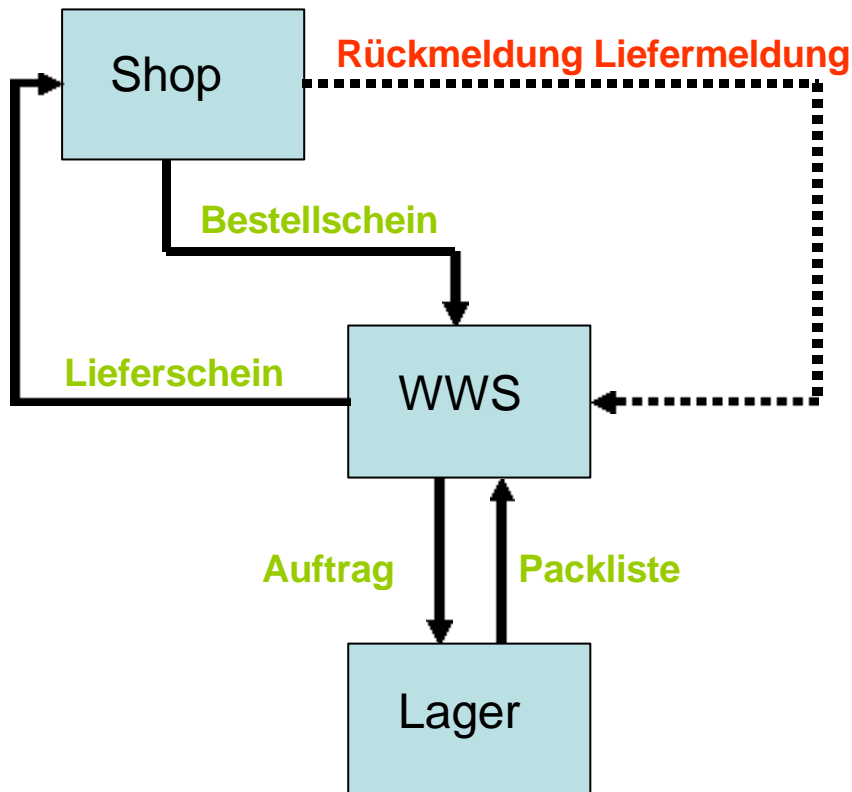 Shop
Rückmeldung Liefermeldung
Bestellschein
Lieferschein
WWS
Auftrag
Packliste
Lager